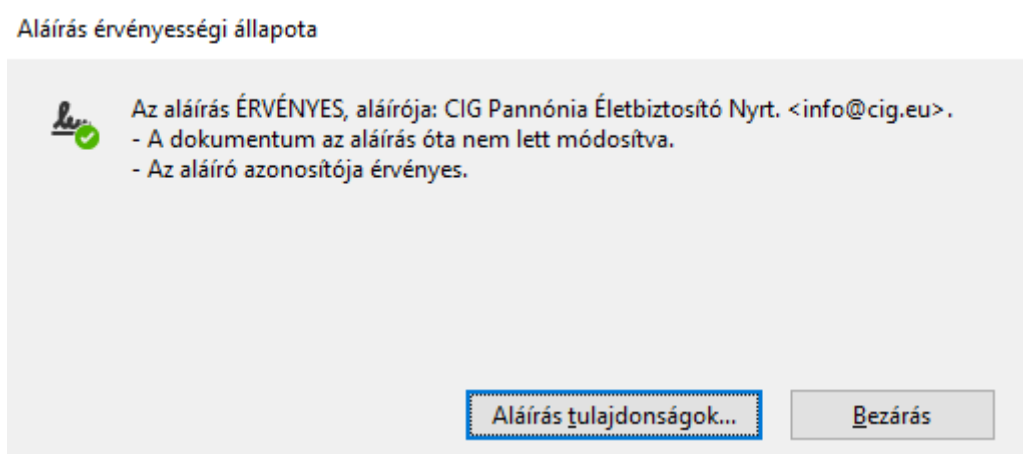 Aláírás érvényességi állapota
Az aláírás ÉRVÉNYES, aláírója: CIG Pannónia Életbiztosító Nyrt. <info@cig.eu>.
- A dokumentum az aláírás óta nem lett módosítva.
- Az aláíró azonosítója érvényes.
Aláírás tulajdonságok... Bezárás